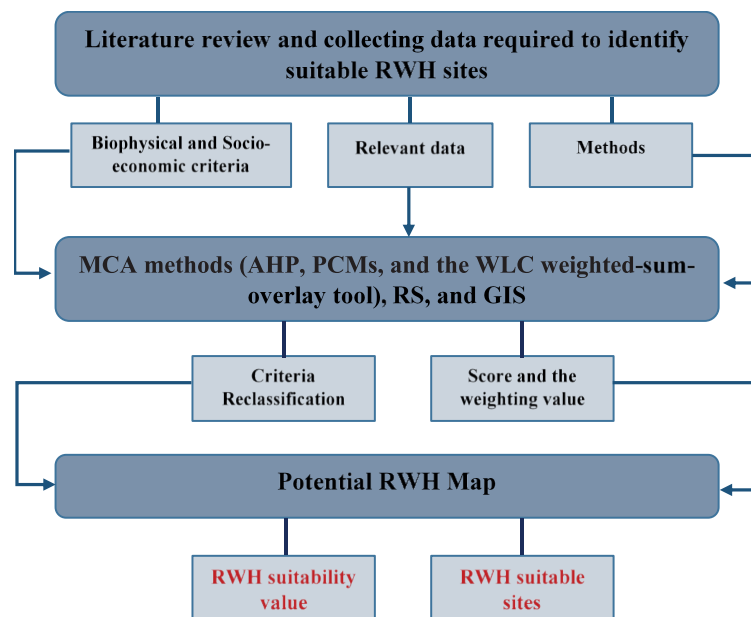 Literature review and collecting data required to identify
suitable RWH sites
Biophysical and Socio-
economic criteria
Relevant data
Methods
MCA methods (AHP, PCMs, and the WLC weighted-sum-
overlay tool), RS, and GIS
Criteria
Reclassification
Score and the
weighting value
Potential RWH Map
RWH suitability
value
RWH suitable
sites